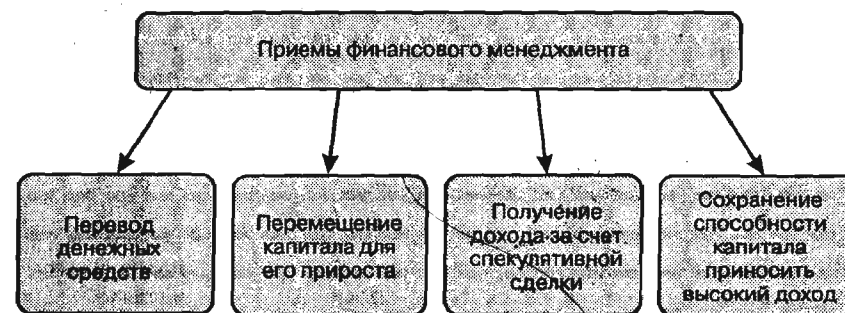 Приемы финансового менеджмента
Перевод
денежных
средств
Перемещение
капитала для
его прироста
Получение
дохода за счет
спекулятивной
сделки
Сохранение
способности
капитала
приносить
высокий доход